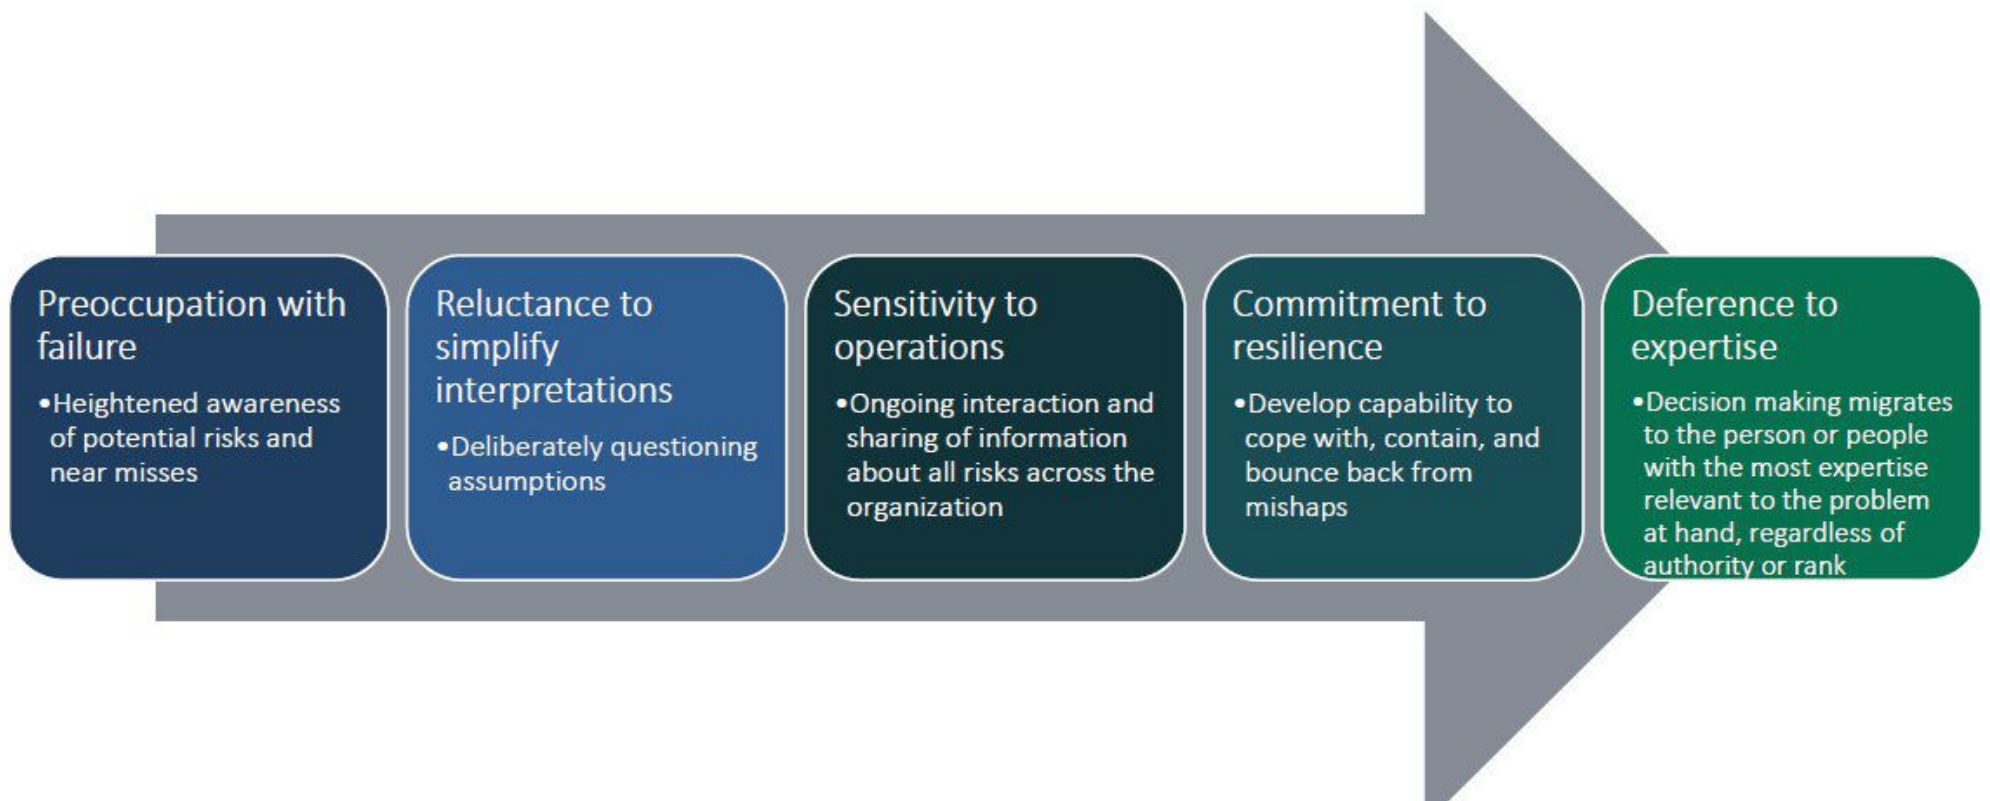 Preoccupation with
failure
•Heightened awareness
of potential risks and
near misses
Reluctance to
simplify
interpretations
•Deliberately questioning
assumptions
Sensitivity to
operations
•Ongoing interaction and
sharing of information
about all risks across the
organization
Commitment to
resilience
•Develop capability to
cope with, contain, and
bounce back from
mishaps
Deference to
expertise
•Decision making migrates
to the person or people
with the most expertise
relevant to the problem
at hand, regardless of
authority or rank